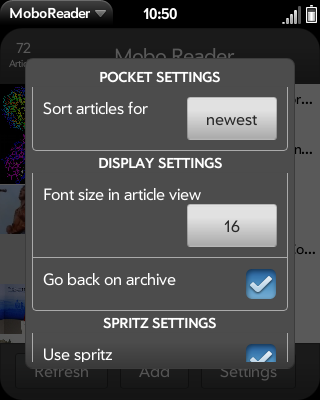 MoboReader 10:50
72 Mobo Reader
POCKET SETTINGS
Sort articles for newest
DISPLAY SETTINGS
Font size in article view
16
Go back on archive
SPRITZ SETTINGS
Use spritz
Refresh Add Settings